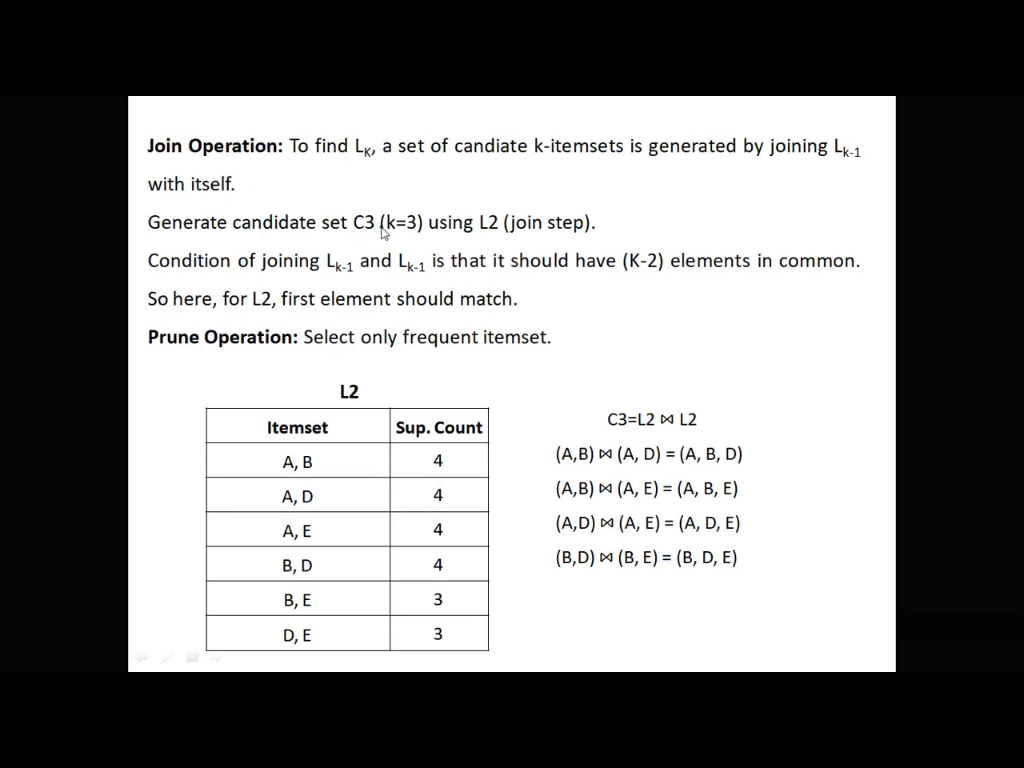 Join Operation: To find LK, a set of candiate k-itemsets is generated by joining Lk-1
with itself.
Generate candidate set C3 (k=3) using L2 (join step).
Condition of joining Lk-1 and Lk-1 is that it should have (K-2) elements in common.
So here, for L2, first element should match.
Prune Operation: Select only frequent itemset.
L2
Itemset Sup. Count
A, B 4
A, D 4
A, E 4
B, D 4
B, E 3
D, E 3
C3=L2 ⋈ L2
(A,B) ⋈ (A, D) = (A, B, D)
(A,B) ⋈ (A, E) = (A, B, E)
(A,D) ⋈ (A, E) = (A, D, E)
(B,D) ⋈ (B, E) = (B, D, E)